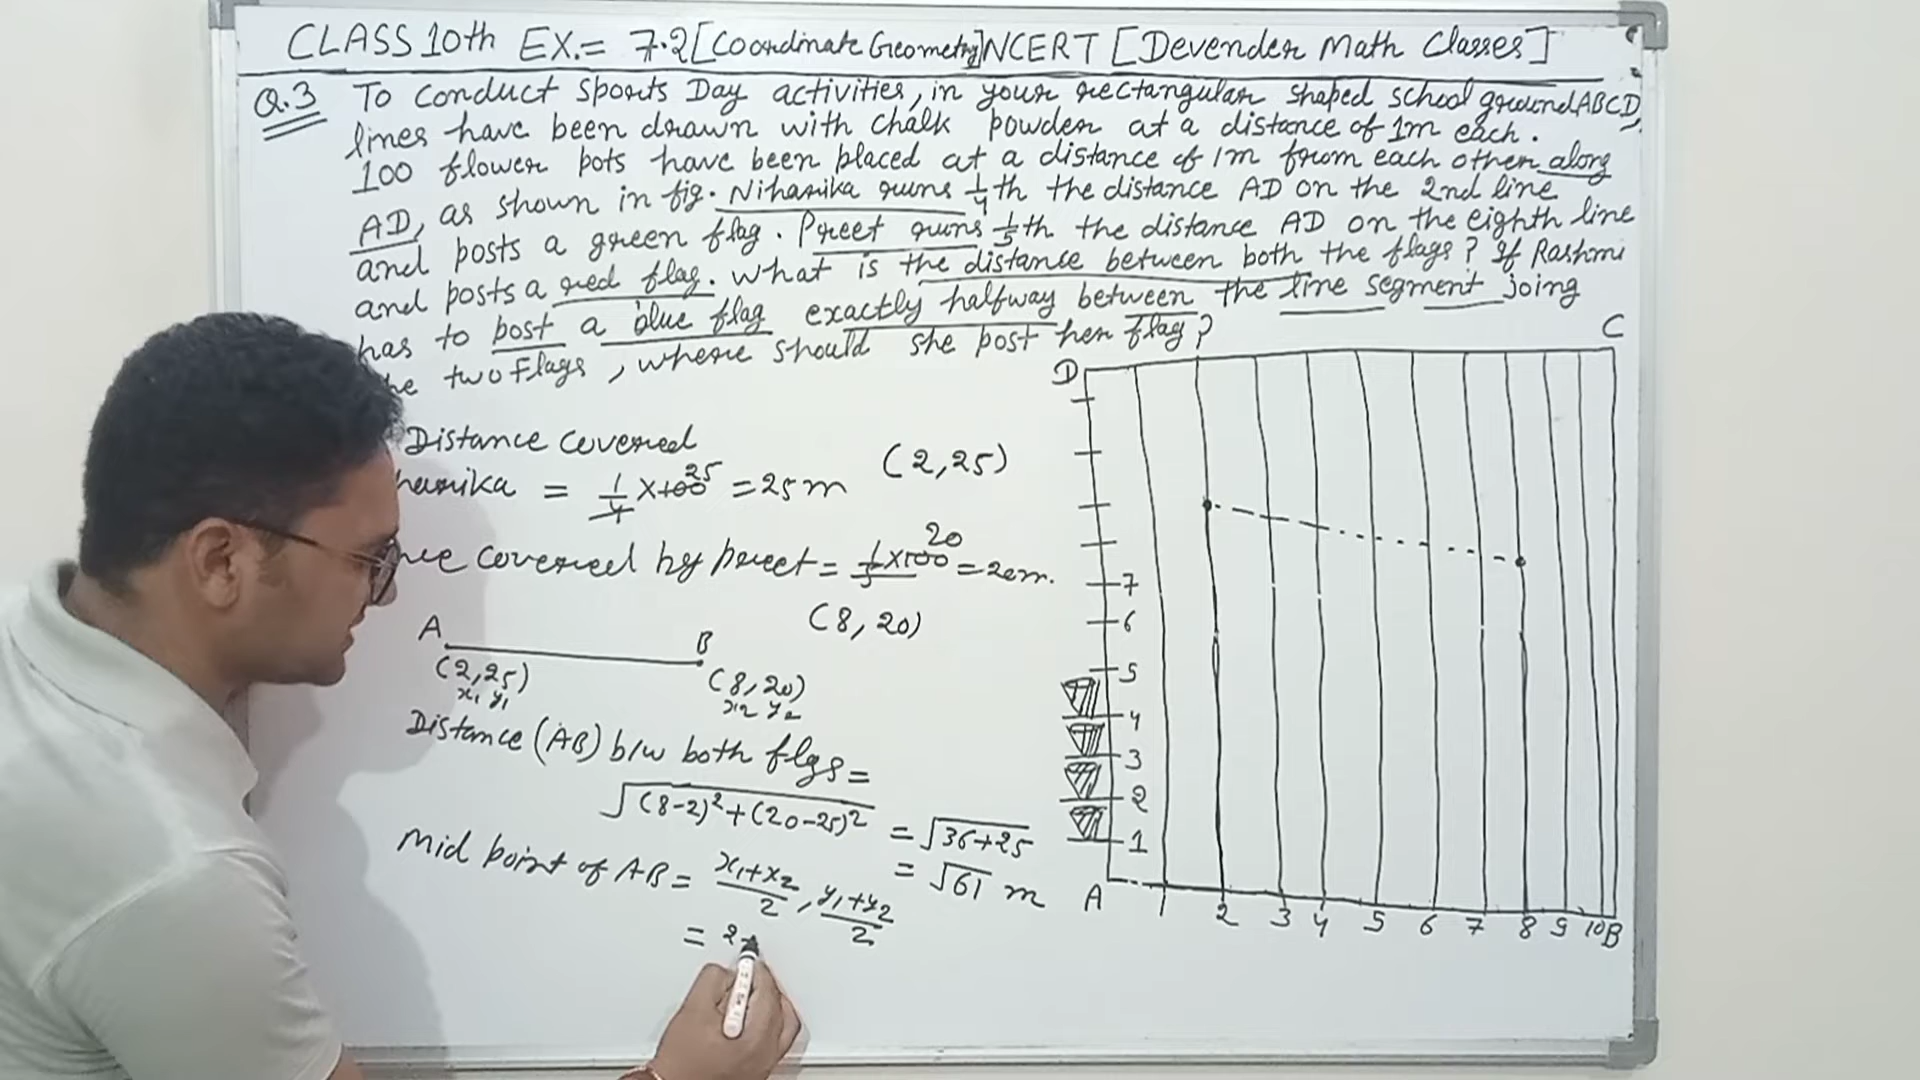 CLASS 10th EX.= 7.2 [Coordinate Geometry] NCERT [Devender Math Classes]
Q.3 To conduct Sports Day activities, in your rectangular shaped school ground ABCD,
lines have been drawn with chalk powder at a distance of 1m each.
100 flower pots have been placed at a distance of 1m from each other along
AD, as shown in fig. Niharika runs 1/4 th the distance AD on the 2nd line
and posts a green flag. Preet runs 1/5 th the distance AD on the eighth line
and posts a red flag. What is the distance between both the flags? If Rashmi
has to post a blue flag exactly halfway between the line segment joing
he two Flags, where should she post her flag?
Distance covered
harika = 1/4 × 100 25 = 25 m (2, 25)
nce covered by preet = 1/5 × 100 20 = 20m.
(8, 20)
A B
(2, 25) (8, 20)
x1 y1 x2 y2
Distance (AB) b/w both flgs =
√(8-2)²+(20-25)² = √36+25
= √61 m
Mid point of AB = x1+x2/2, y1+y2/2
= 2
D C
7
6
5
4
3
2
1
A 1 2 3 4 5 6 7 8 9 10 B